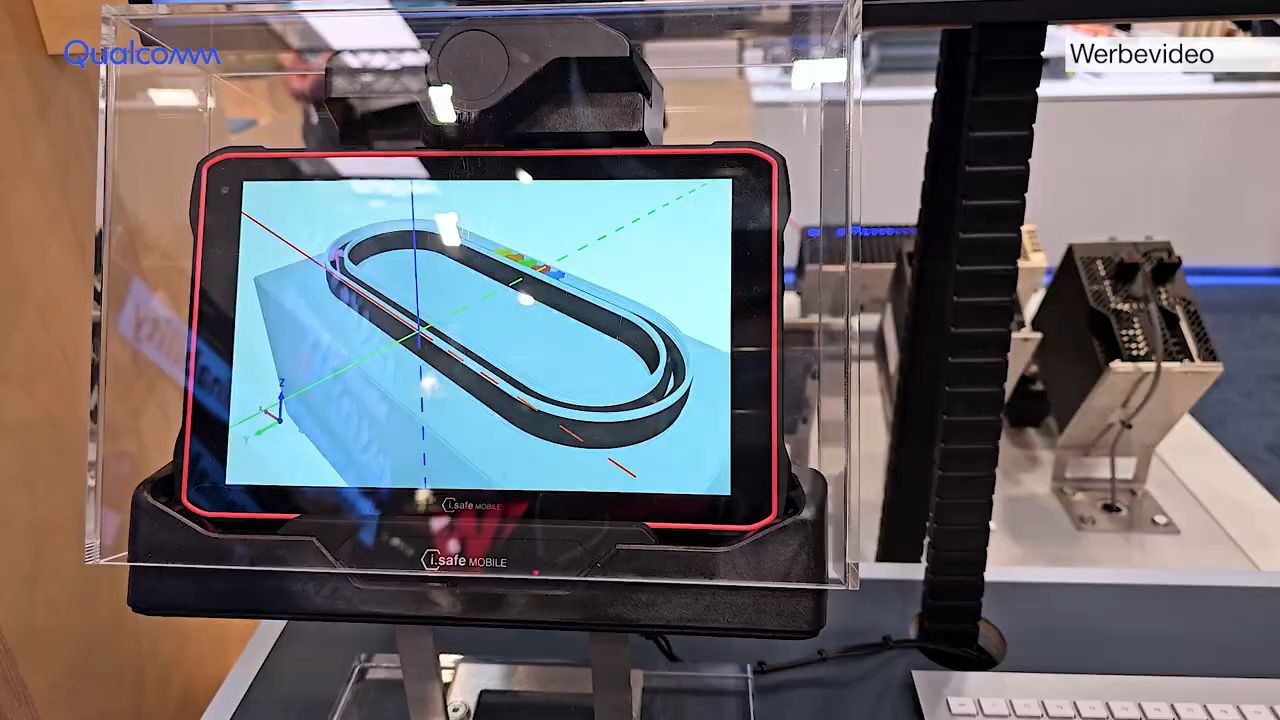 Qualcomm
Werbevideo
Z
Y
i.safe MOBILE
i.safe MOBILE